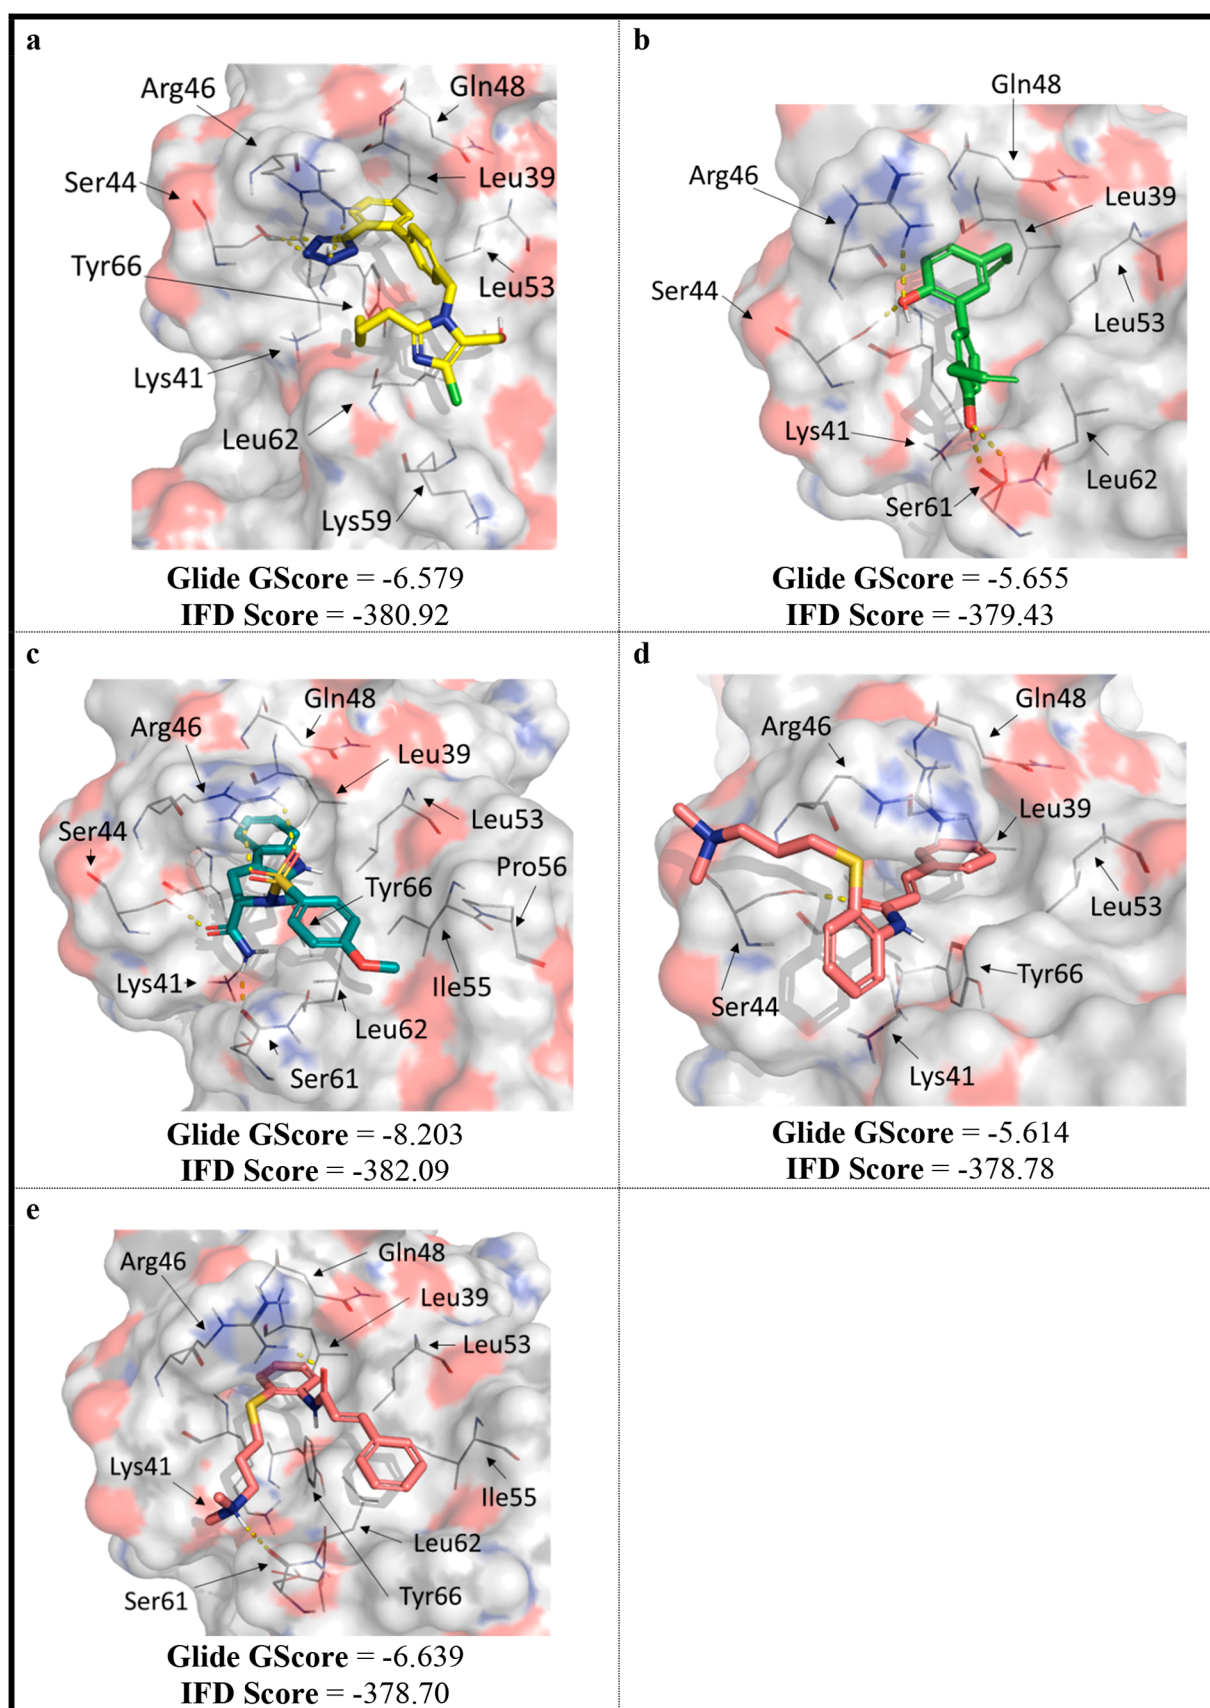 a
Arg46
Gln48
Ser44
Leu39
Tyr66
Leu53
Lys41
Leu62
Lys59
Glide GScore = -6.579
IFD Score = -380.92
b
Gln48
Arg46
Leu39
Ser44
Leu53
Lys41
Leu62
Ser61
Glide GScore = -5.655
IFD Score = -379.43
c
Gln48
Arg46
Leu39
Ser44
Leu53
Pro56
Tyr66
Lys41
Ile55
Leu62
Ser61
Glide GScore = -8.203
IFD Score = -382.09
d
Gln48
Arg46
Leu39
Leu53
Tyr66
Ser44
Lys41
Glide GScore = -5.614
IFD Score = -378.78
e
Gln48
Arg46
Leu39
Leu53
Lys41
Ile55
Leu62
Ser61
Tyr66
Glide GScore = -6.639
IFD Score = -378.70